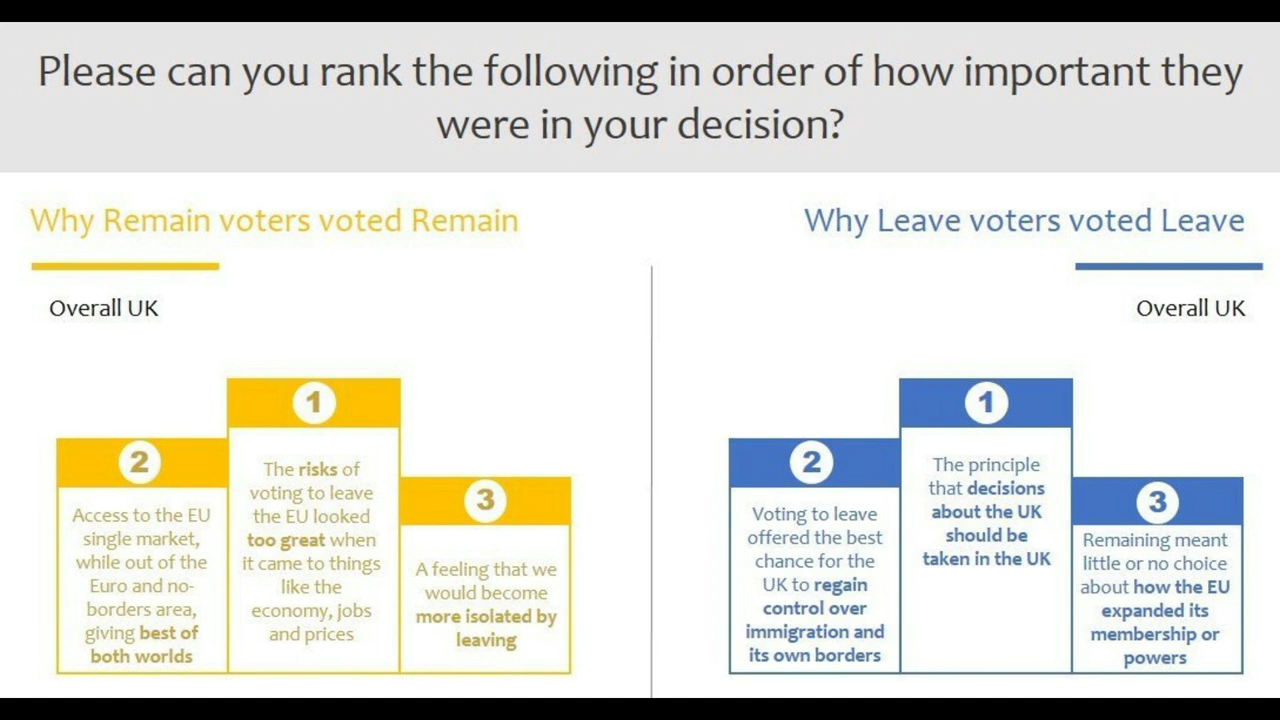 Please can you rank the following in order of how important they
were in your decision?
Why Remain voters voted Remain
Overall UK
2
Access to the EU
single market,
while out of the
Euro and no-
borders area,
giving best of
both worlds
1
The risks of
voting to leave
the EU looked
too great when
it came to things
like the
economy, jobs
and prices
3
A feeling that we
would become
more isolated by
leaving
Why Leave voters voted Leave
Overall UK
2
Voting to leave
offered the best
chance for the
UK to regain
control over
immigration and
its own borders
1
The principle
that decisions
about the UK
should be
taken in the UK
3
Remaining meant
little or no choice
about how the EU
expanded its
membership or
powers